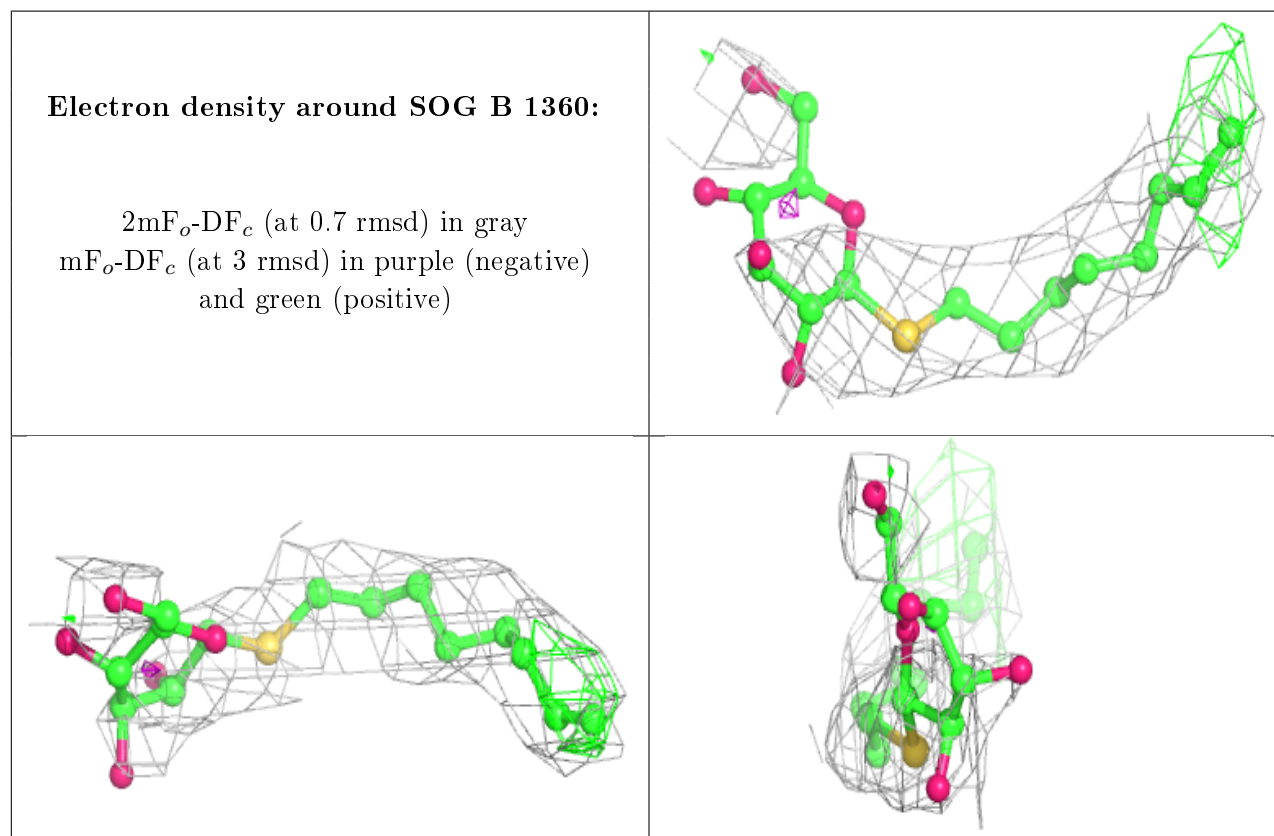 Electron density around SOG B 1360:
2mFₒ-DF𝒸 (at 0.7 rmsd) in gray
mFₒ-DF𝒸 (at 3 rmsd) in purple (negative)
and green (positive)